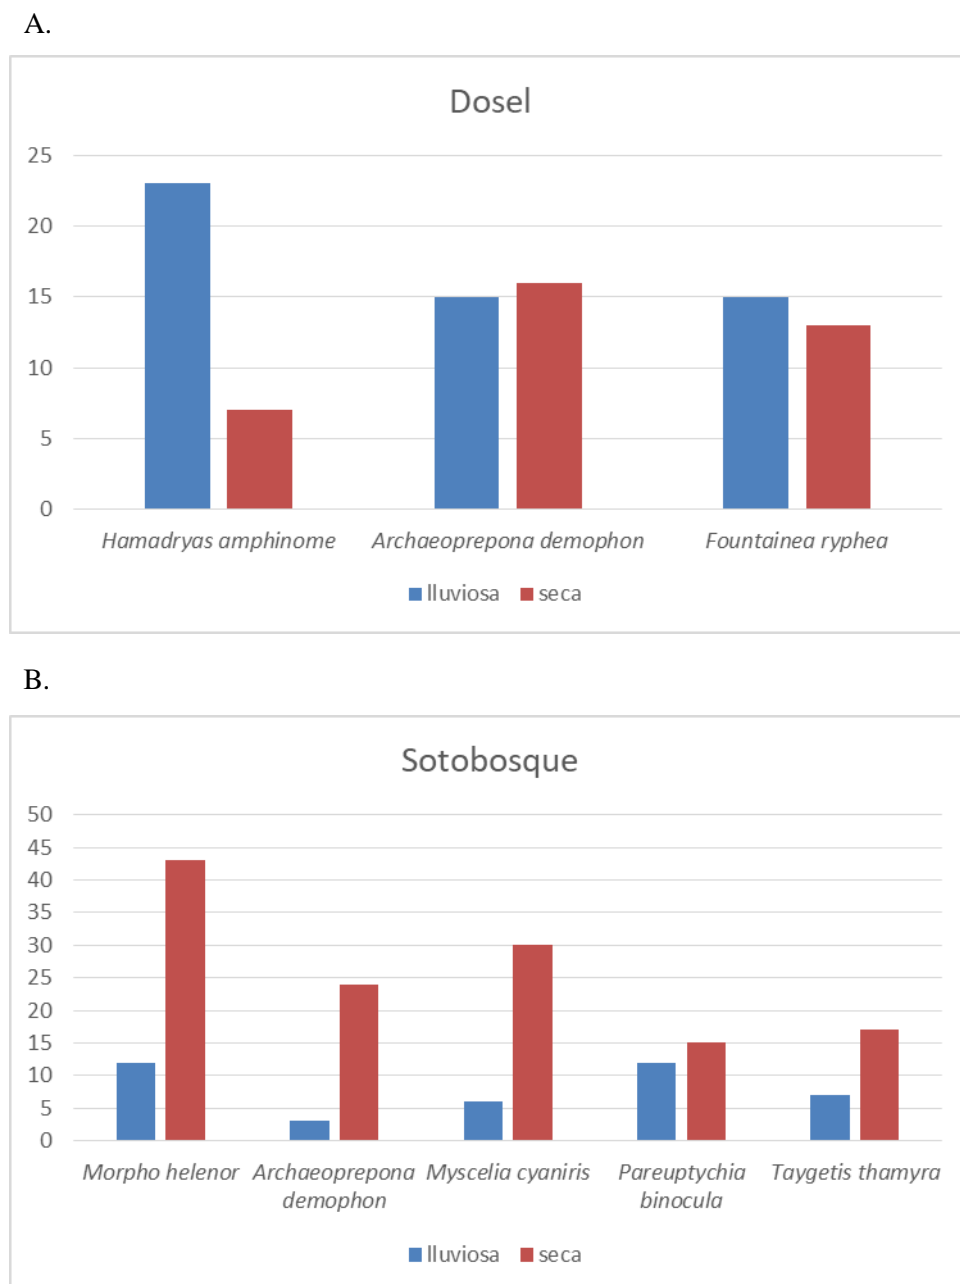 A.
Dosel
25
20
15
10
5
0
Hamadryas amphinome Archaeoprepona demophon Fountainea ryphea
lluviosa seca
B.
Sotobosque
50
45
40
35
30
25
20
15
10
5
0
Morpho helenor Archaeoprepona Myscelia cyaniris Pareuptychia Taygetis thamyra
demophon binocula
lluviosa seca